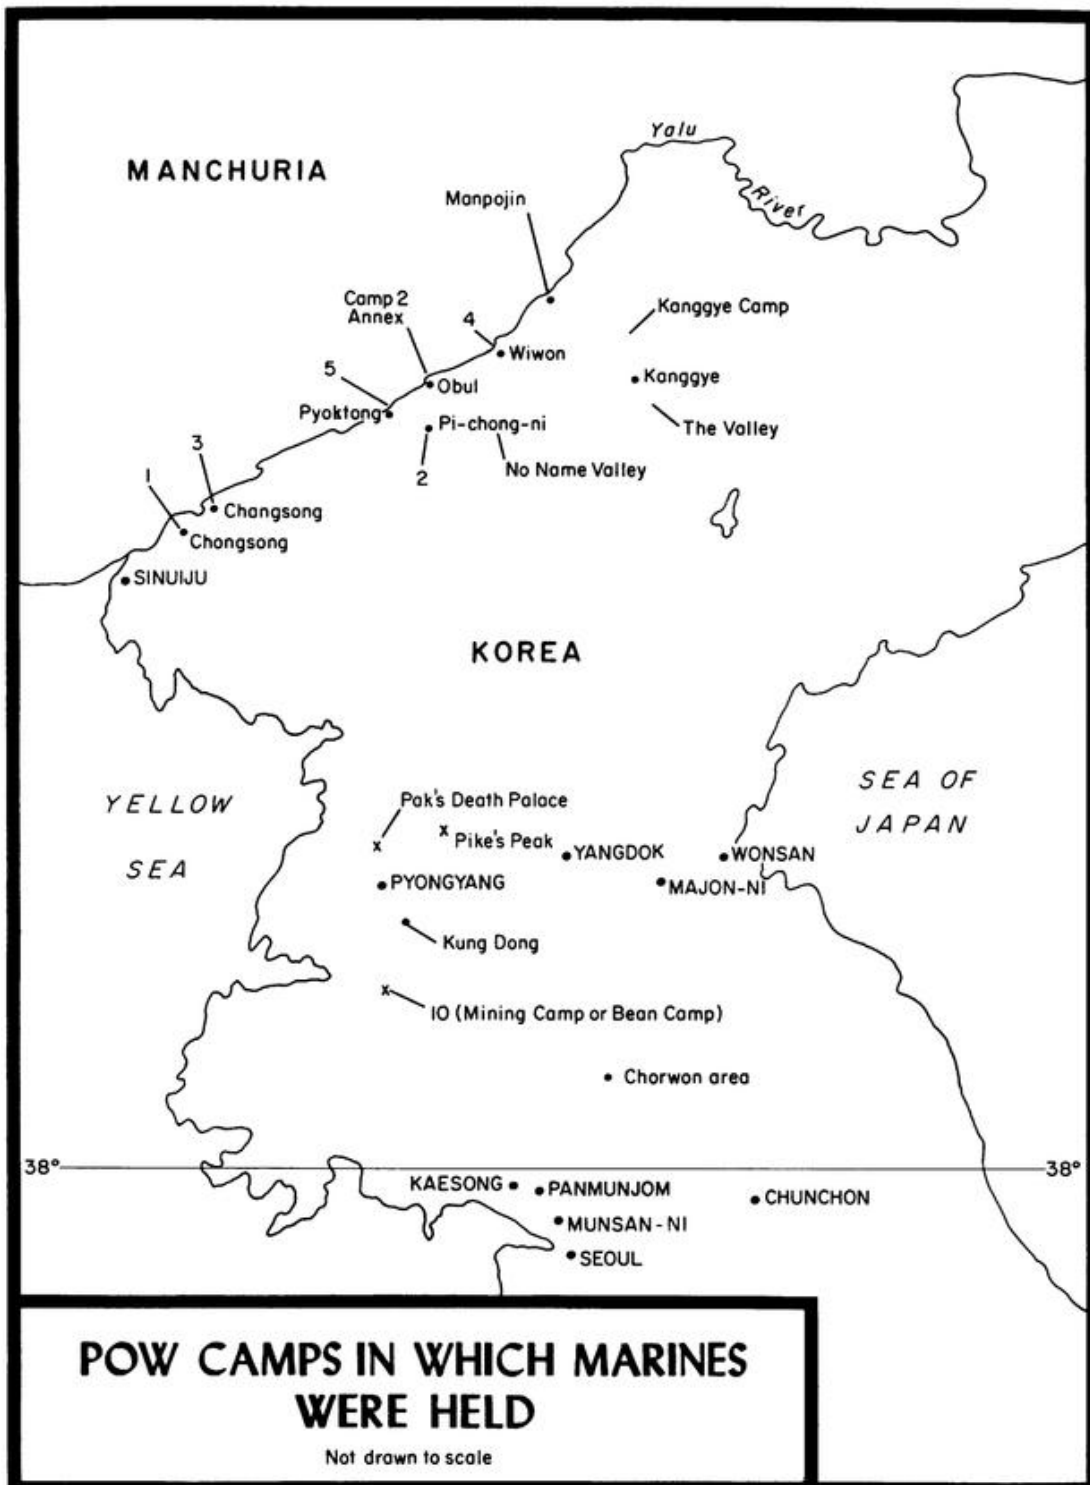 Yalu
River
MANCHURIA
Manpojin
Camp 2
Annex
Kanggye Camp
4
Wiwon
5
Obul
Kanggye
Pyoktong
Pi-chong-ni
The Valley
3
2
No Name Valley
1
Changsong
Chongsong
SINUIJU
KOREA
YELLOW
SEA
SEA OF
JAPAN
Pak's Death Palace
Pike's Peak
YANGDOK
WONSAN
PYONGYANG
MAJON-NI
Kung Dong
10 (Mining Camp or Bean Camp)
Chorwon area
38° 38°
KAESONG
PANMUNJOM
CHUNCHON
MUNSAN-NI
SEOUL
POW CAMPS IN WHICH MARINES
WERE HELD
Not drawn to scale